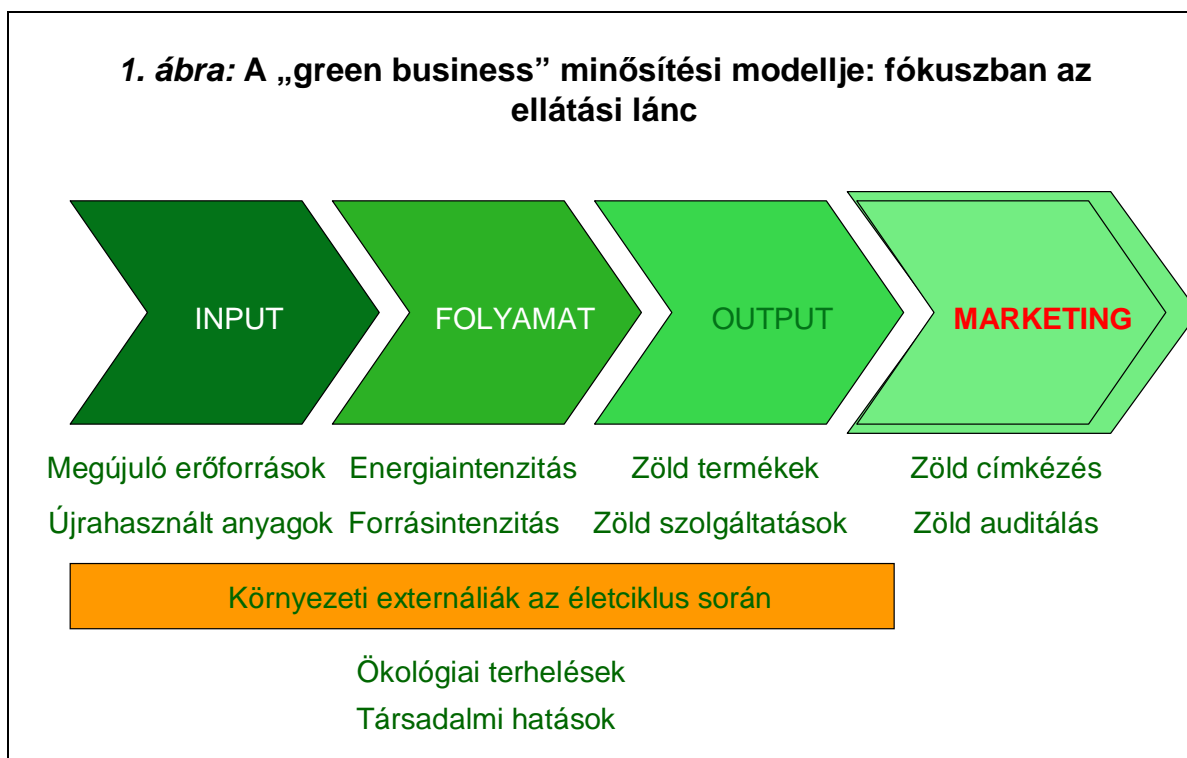 1. ábra: A „green business” minősítési modellje: fókuszban az
ellátási lánc
INPUT
FOLYAMAT
OUTPUT
MARKETING
Megújuló erőforrások
Energiaintenzitás
Zöld termékek
Zöld címkézés
Újrahasznált anyagok
Forrásintenzitás
Zöld szolgáltatások
Zöld auditálás
Környezeti externáliák az életciklus során
Ökológiai terhelések
Társadalmi hatások